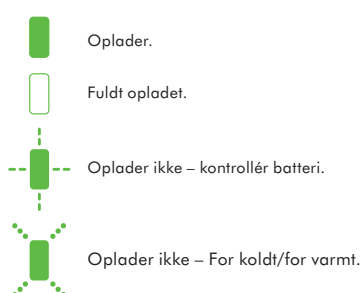 Oplader.
Fuldt opladet.
Oplader ikke – kontrollér batteri.
Oplader ikke – For koldt/for varmt.